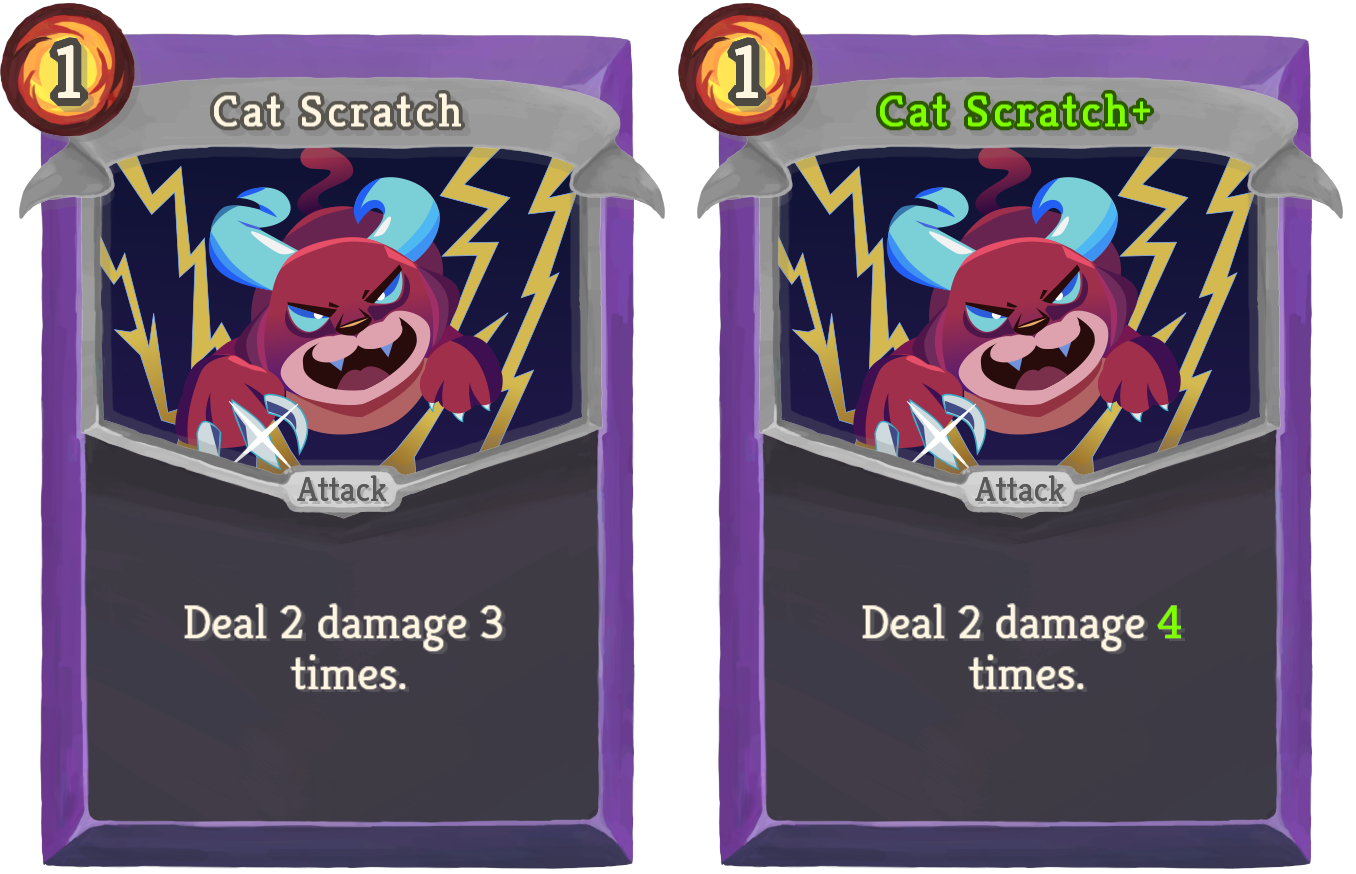 1
Cat Scratch
Attack
Deal 2 damage 3
times.
1
Cat Scratch+
Attack
Deal 2 damage 4
times.